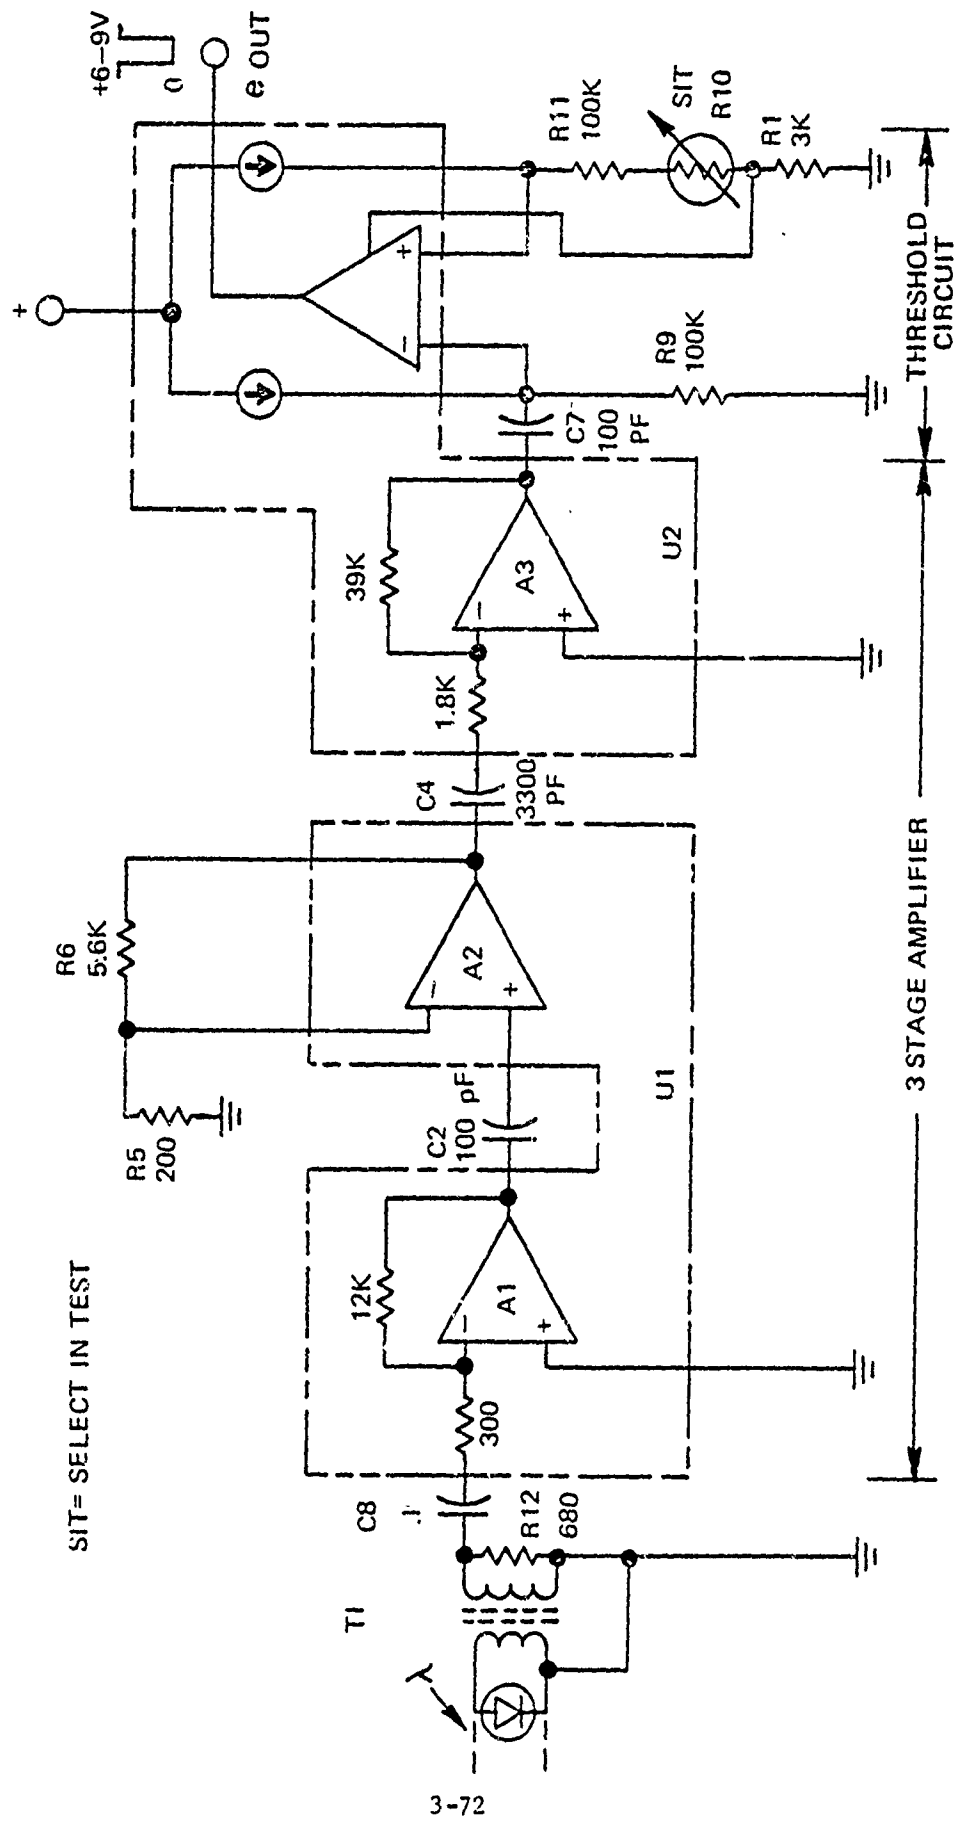 SIT= SELECT IN TEST
λ
T1
C8
.1
R12
680
300
12K
−
+
A1
C2
100 pF
R5
200
R6
5.6K
−
+
A2
U1
C4
3300
PF
1.8K
39K
−
+
A3
U2
C7
100
PF
R9
100K
−
+
+
+6–9V
0
e OUT
R11
100K
SIT
R10
R1
3K
3 STAGE AMPLIFIER
THRESHOLD
CIRCUIT
3-72